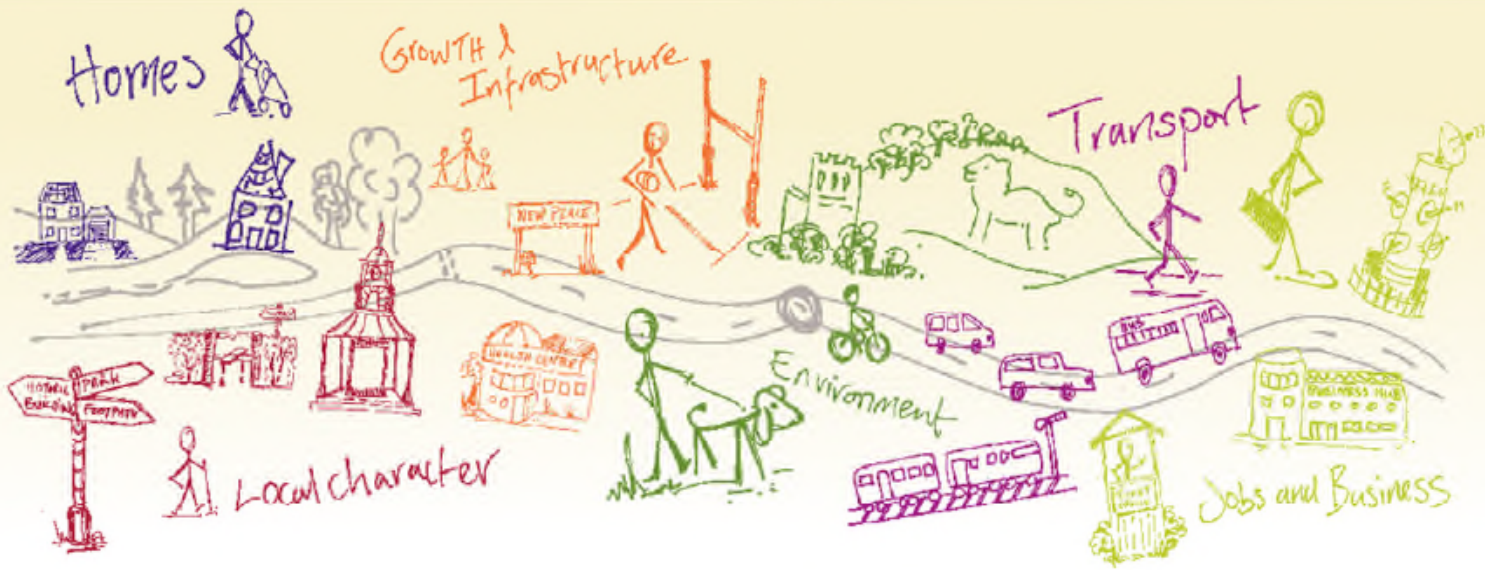 Homes
GrowTH &
Infrastructure
Transport
NEW PLACE
HEALTH CENTRE
BUS
Environment
HISTORIC
BUILDING
PARK
FOOTPATH
BUSINESS HUB
Local character
Jobs and Business